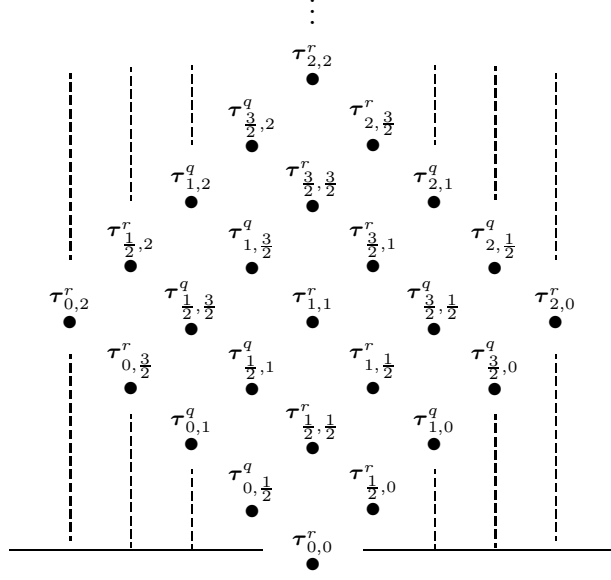 ⋮
τ^r_{2,2}
τ^q_{3/2,2} τ^r_{2,3/2}
τ^q_{1,2} τ^r_{3/2,3/2} τ^q_{2,1}
τ^r_{1/2,2} τ^q_{1,3/2} τ^r_{3/2,1} τ^q_{2,1/2}
τ^r_{0,2} τ^q_{1/2,3/2} τ^r_{1,1} τ^q_{3/2,1/2} τ^r_{2,0}
τ^r_{0,3/2} τ^q_{1/2,1} τ^r_{1,1/2} τ^q_{3/2,0}
τ^q_{0,1} τ^r_{1/2,1/2} τ^q_{1,0}
τ^q_{0,1/2} τ^r_{1/2,0}
τ^r_{0,0}